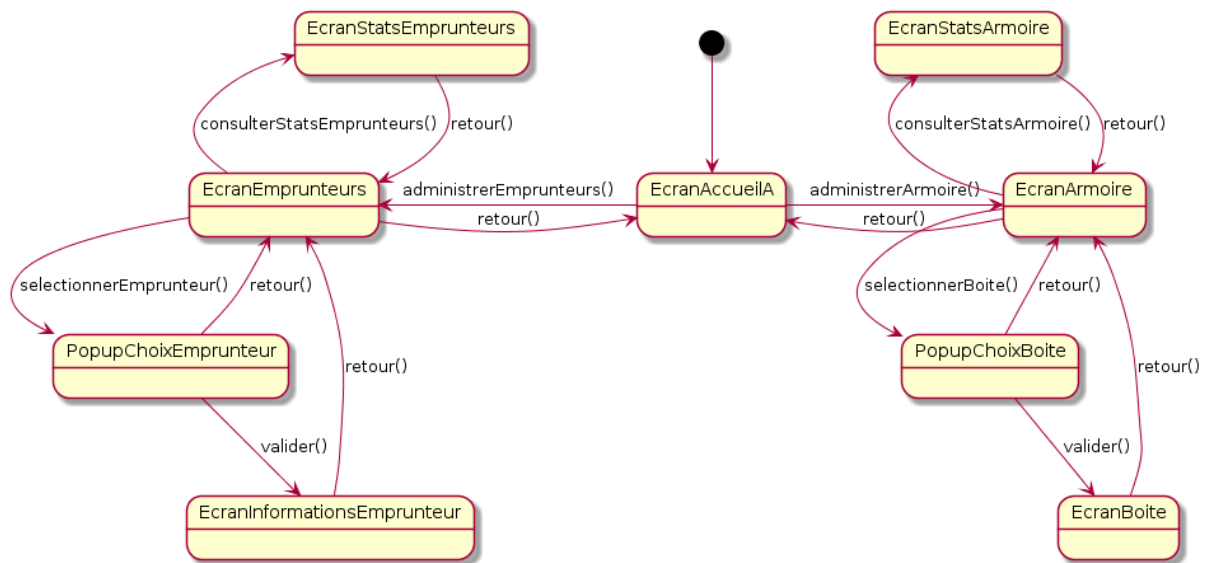 EcranStatsEmprunteurs
EcranStatsArmoire
consulterStatsEmprunteurs()
retour()
consulterStatsArmoire()
retour()
EcranEmprunteurs
administrerEmprunteurs()
retour()
EcranAccueilA
administrerArmoire()
retour()
EcranArmoire
selectionnerEmprunteur()
retour()
selectionnerBoite()
retour()
PopupChoixEmprunteur
retour()
PopupChoixBoite
retour()
valider()
valider()
EcranInformationsEmprunteur
EcranBoite